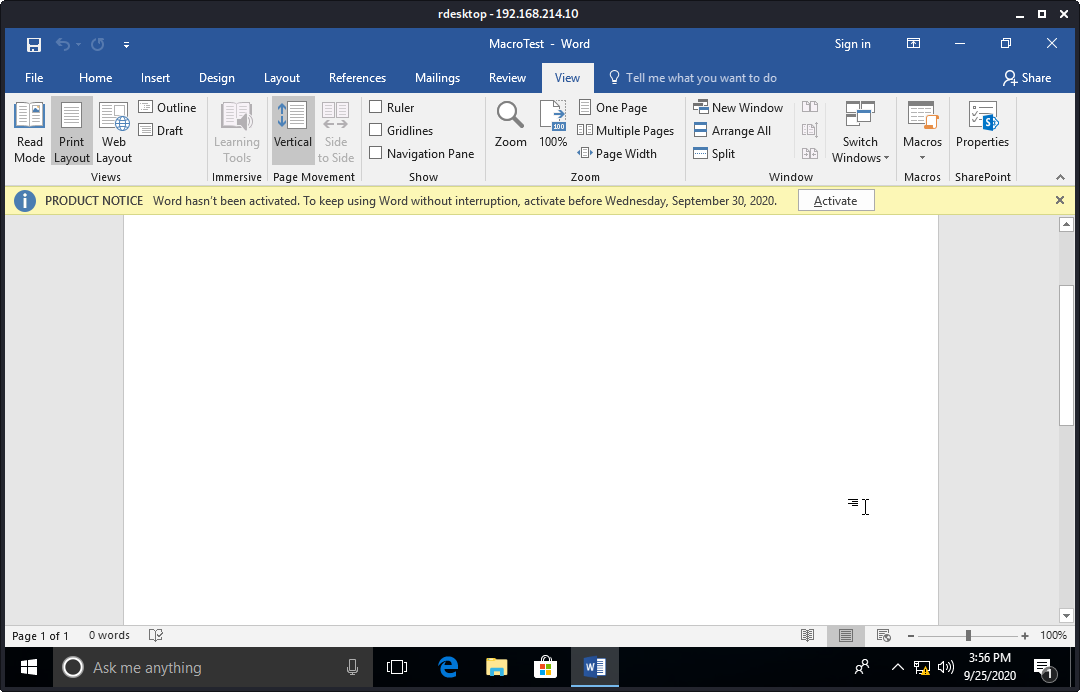 rdesktop - 192.168.214.10
MacroTest - Word
Sign in
File Home Insert Design Layout References Mailings Review View Tell me what you want to do Share
Read Mode
Print Layout
Web Layout
Outline
Draft
Views
Learning Tools
Immersive
Vertical
Side to Side
Page Movement
Ruler
Gridlines
Navigation Pane
Show
Zoom
100
100%
One Page
Multiple Pages
Page Width
Zoom
New Window
Arrange All
Split
Switch Windows
Window
Macros
Macros
S
Properties
SharePoint
PRODUCT NOTICE Word hasn't been activated. To keep using Word without interruption, activate before Wednesday, September 30, 2020. Activate
Page 1 of 1 0 words 100%
Ask me anything
3:56 PM
9/25/2020
1